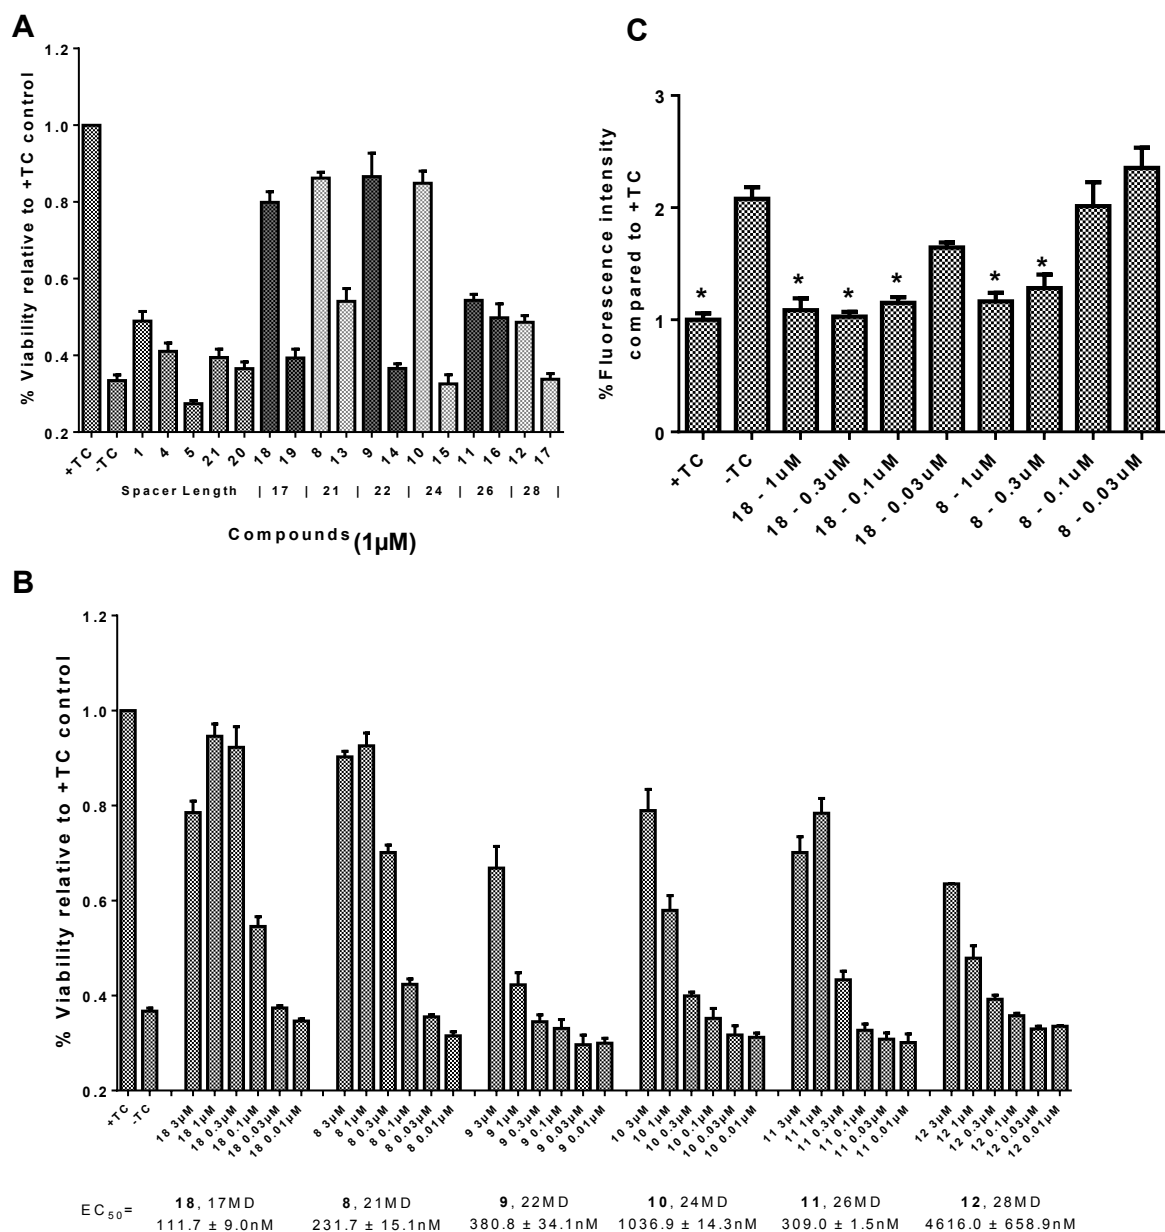 A
% Viability relative to +TC control
1.2
1.0
0.8
0.6
0.4
0.2
+TC
-TC
1
4
5
21
20
18
19
8
13
9
14
10
15
11
16
12
17
Spacer Length | 17 | 21 | 22 | 24 | 26 | 28 |
Compounds (1μM)
C
%Fluorescence intensity
compared to +TC
3
2
1
0
* * * * * *
+TC
-TC
18 - 1uM
18 - 0.3uM
18 - 0.1uM
18 - 0.03uM
8 - 1uM
8 - 0.3uM
8 - 0.1uM
8 - 0.03uM
B
% Viability relative to +TC control
1.2
1.0
0.8
0.6
0.4
0.2
+TC
-TC
18 3μM
18 1μM
18 0.3μM
18 0.1μM
18 0.03μM
18 0.01μM
8 3μM
8 1μM
8 0.3μM
8 0.1μM
8 0.03μM
8 0.01μM
9 3μM
9 1μM
9 0.3μM
9 0.1μM
9 0.03μM
9 0.01μM
10 3μM
10 1μM
10 0.3μM
10 0.1μM
10 0.03μM
10 0.01μM
11 3μM
11 1μM
11 0.3μM
11 0.1μM
11 0.03μM
11 0.01μM
12 3μM
12 1μM
12 0.3μM
12 0.1μM
12 0.03μM
12 0.01μM
18, 17MD 8, 21MD 9, 22MD 10, 24MD 11, 26MD 12, 28MD
EC50= 111.7 ± 9.0nM 231.7 ± 15.1nM 380.8 ± 34.1nM 1036.9 ± 14.3nM 309.0 ± 1.5nM 4616.0 ± 658.9nM